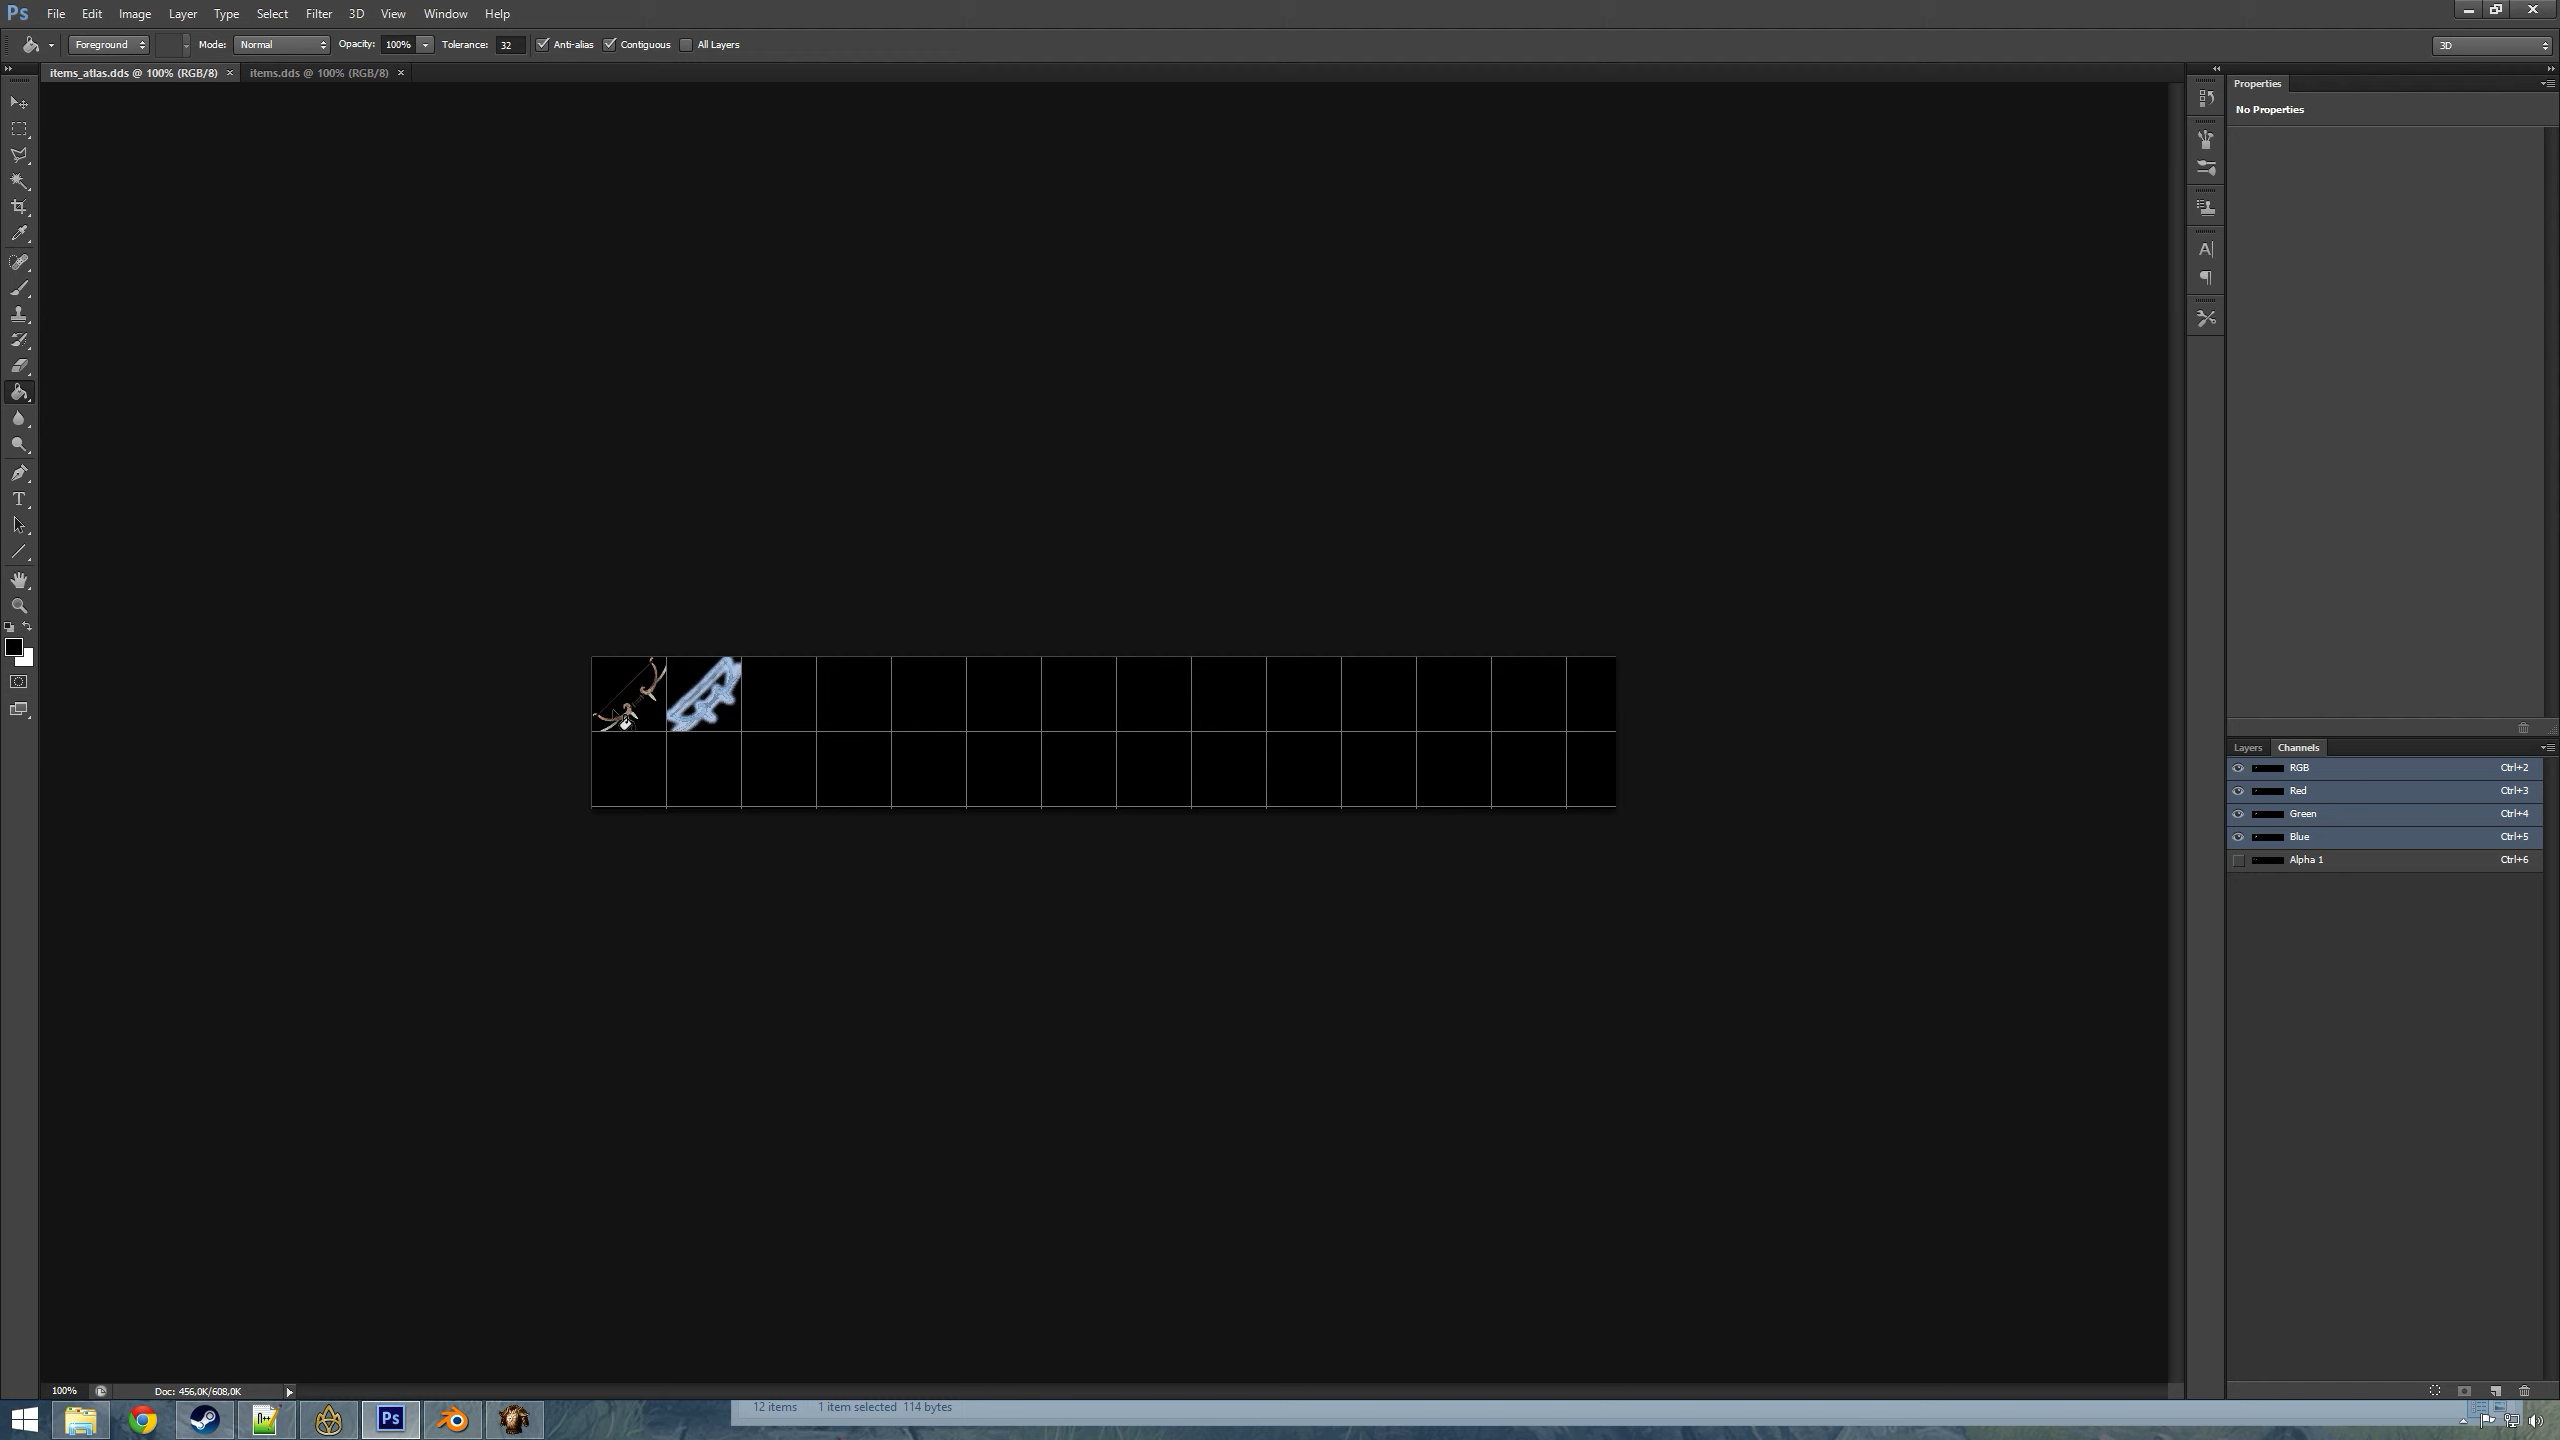 Ps File Edit Image Layer Type Select Filter 3D View Window Help
Foreground Mode: Normal Opacity: 100% Tolerance: 32 Anti-alias Contiguous All Layers 3D
items_atlas.dds @ 100% (RGB/8) × items.dds @ 100% (RGB/8) ×
Properties
No Properties
Layers Channels
RGB Ctrl+2
Red Ctrl+3
Green Ctrl+4
Blue Ctrl+5
Alpha 1 Ctrl+6
100% Doc: 456,0K/608,0K
12 items 1 item selected 114 bytes
Ps